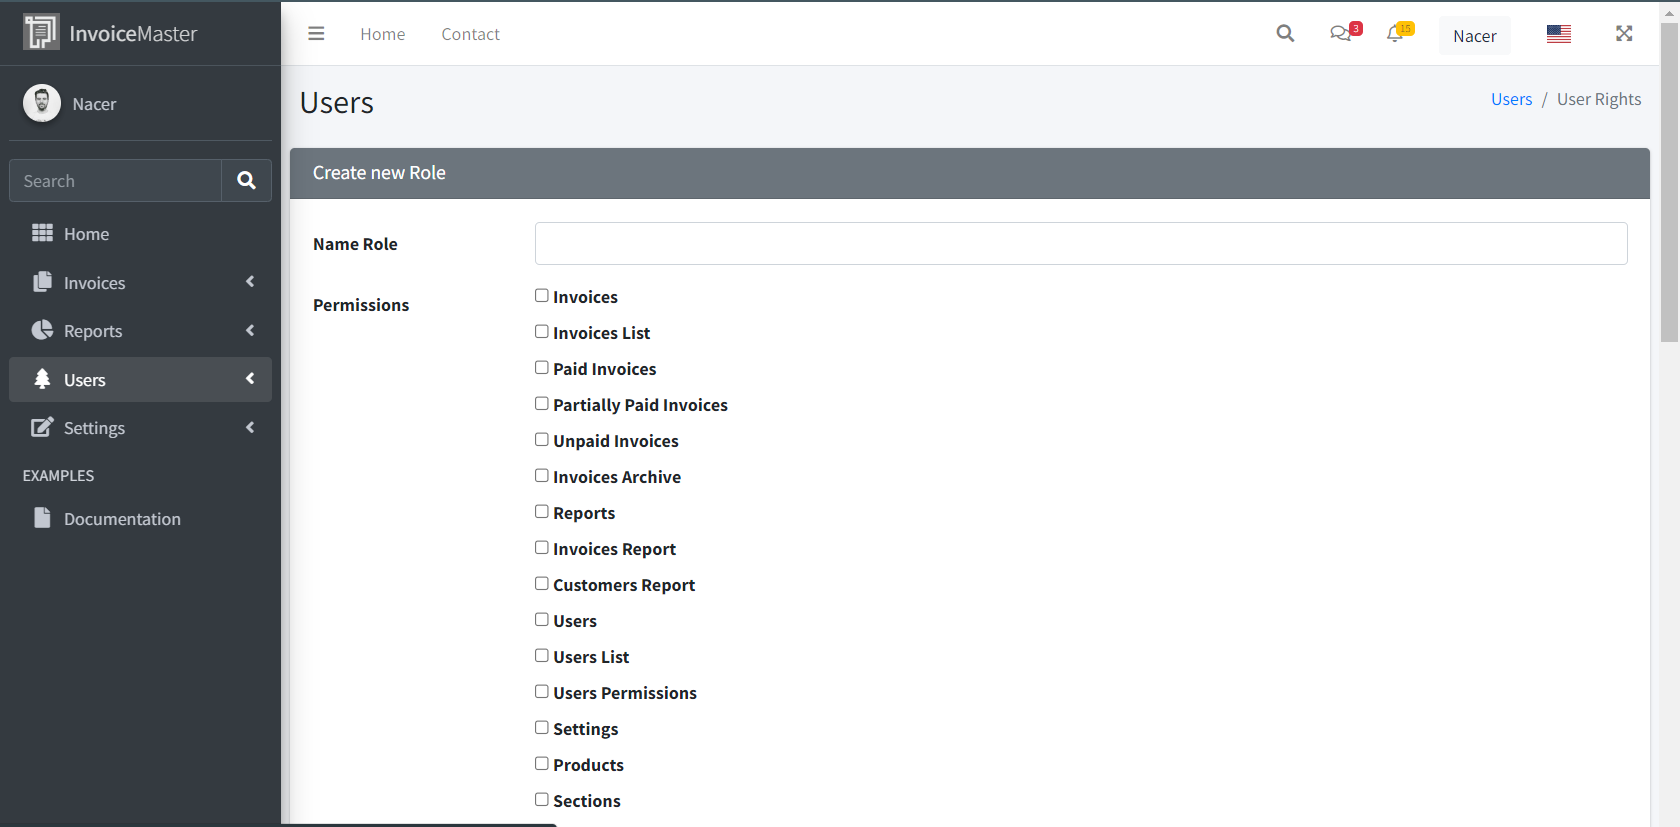 InvoiceMaster
Home
Contact
3
15
Nacer
Nacer
Users
Users / User Rights
Search
Home
Invoices
Reports
Users
Settings
EXAMPLES
Documentation
Create new Role
Name Role
Permissions
Invoices
Invoices List
Paid Invoices
Partially Paid Invoices
Unpaid Invoices
Invoices Archive
Reports
Invoices Report
Customers Report
Users
Users List
Users Permissions
Settings
Products
Sections